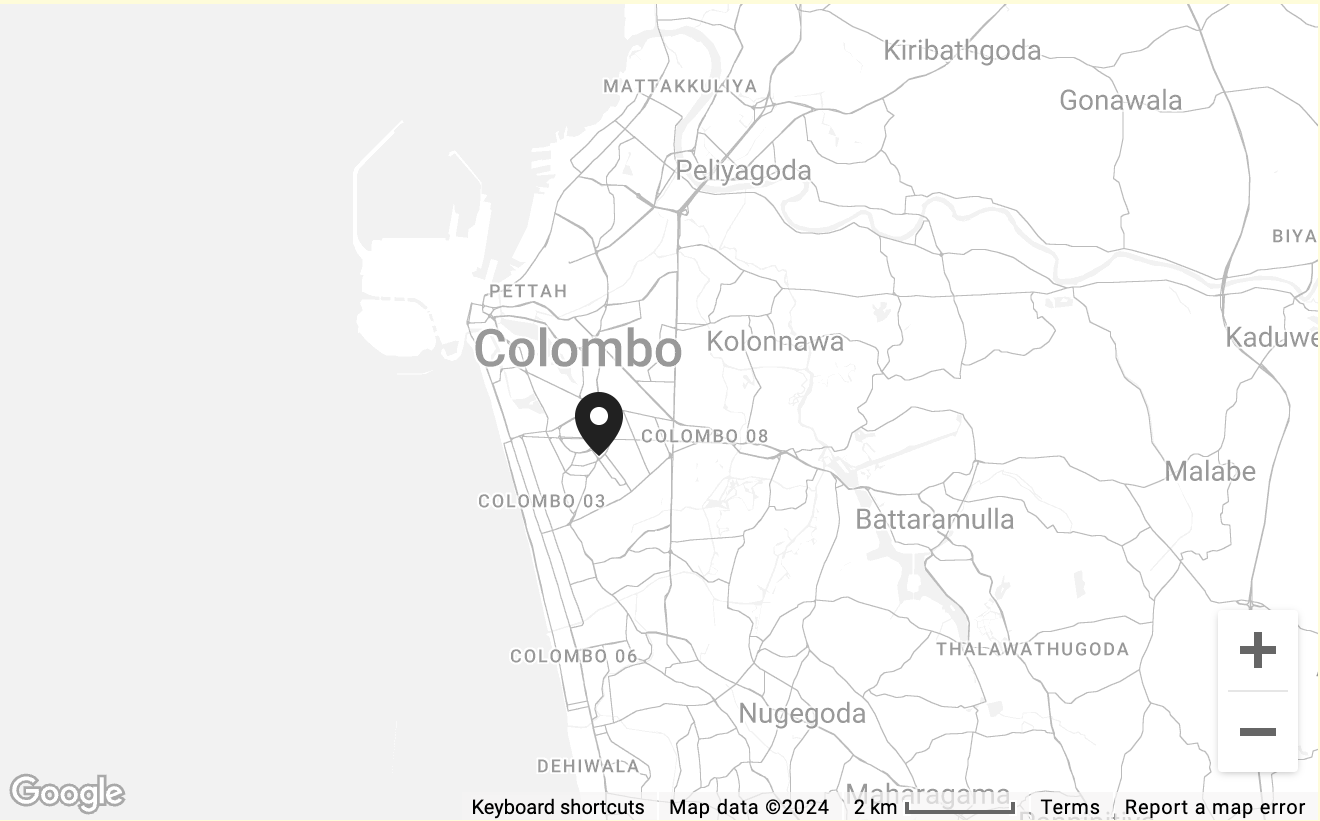 Kiribathgoda
MATTAKKULIYA
Gonawala
Peliyagoda
BIYA
PETTAH
Colombo
Kolonnawa
Kaduwe
COLOMBO 08
Malabe
COLOMBO 03
Battaramulla
COLOMBO 06
THALAWATHUGODA
Nugegoda
DEHIWALA
Maharagama
Google
Keyboard shortcuts Map data ©2024 2 km Terms Report a map error